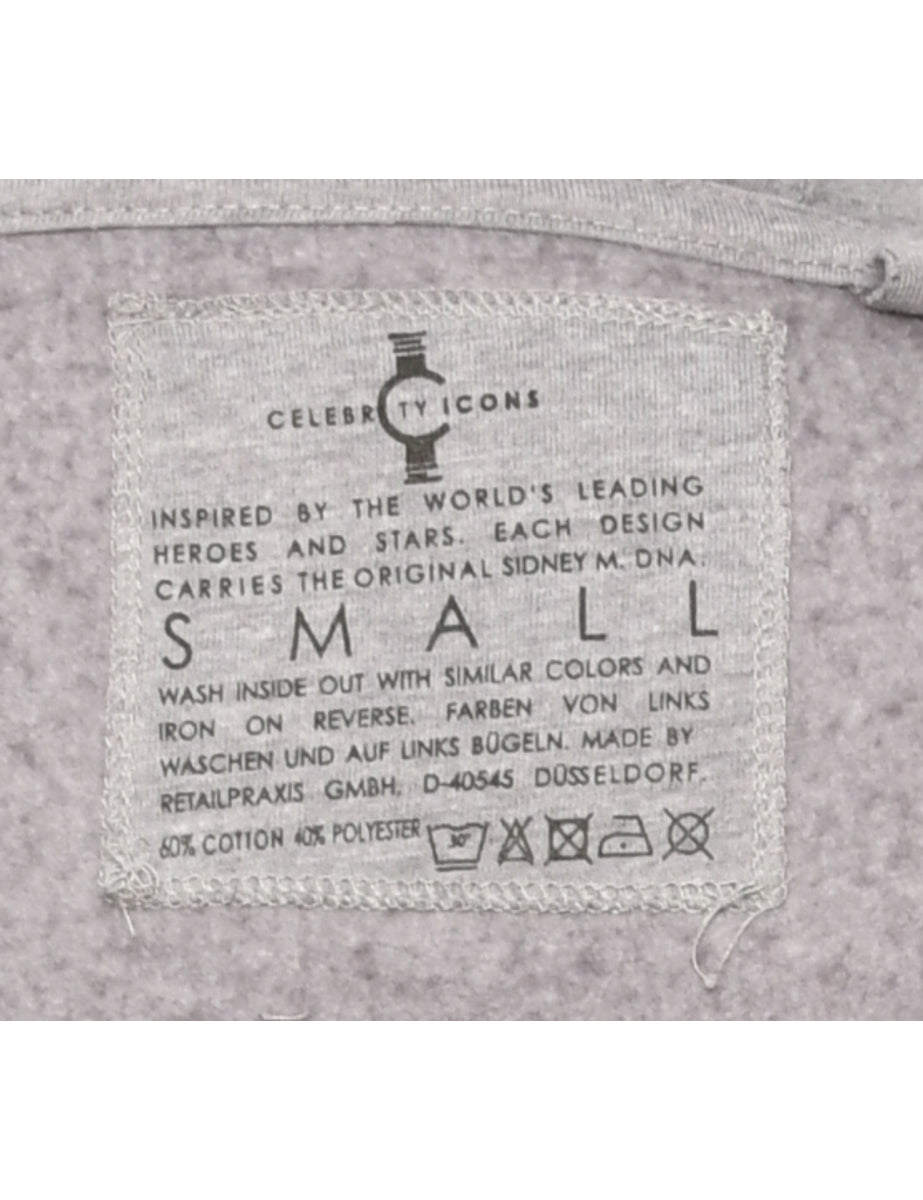 CELEBRITY ICONS
INSPIRED BY THE WORLD'S LEADING
HEROES AND STARS. EACH DESIGN
CARRIES THE ORIGINAL SIDNEY M. DNA.
SMALL
WASH INSIDE OUT WITH SIMILAR COLORS AND
IRON ON REVERSE. FARBEN VON LINKS
WASCHEN UND AUF LINKS BÜGELN. MADE BY
RETAILPRAXIS GMBH. D-40545 DÜSSELDORF.
60% COTTON 40% POLYESTER 30°